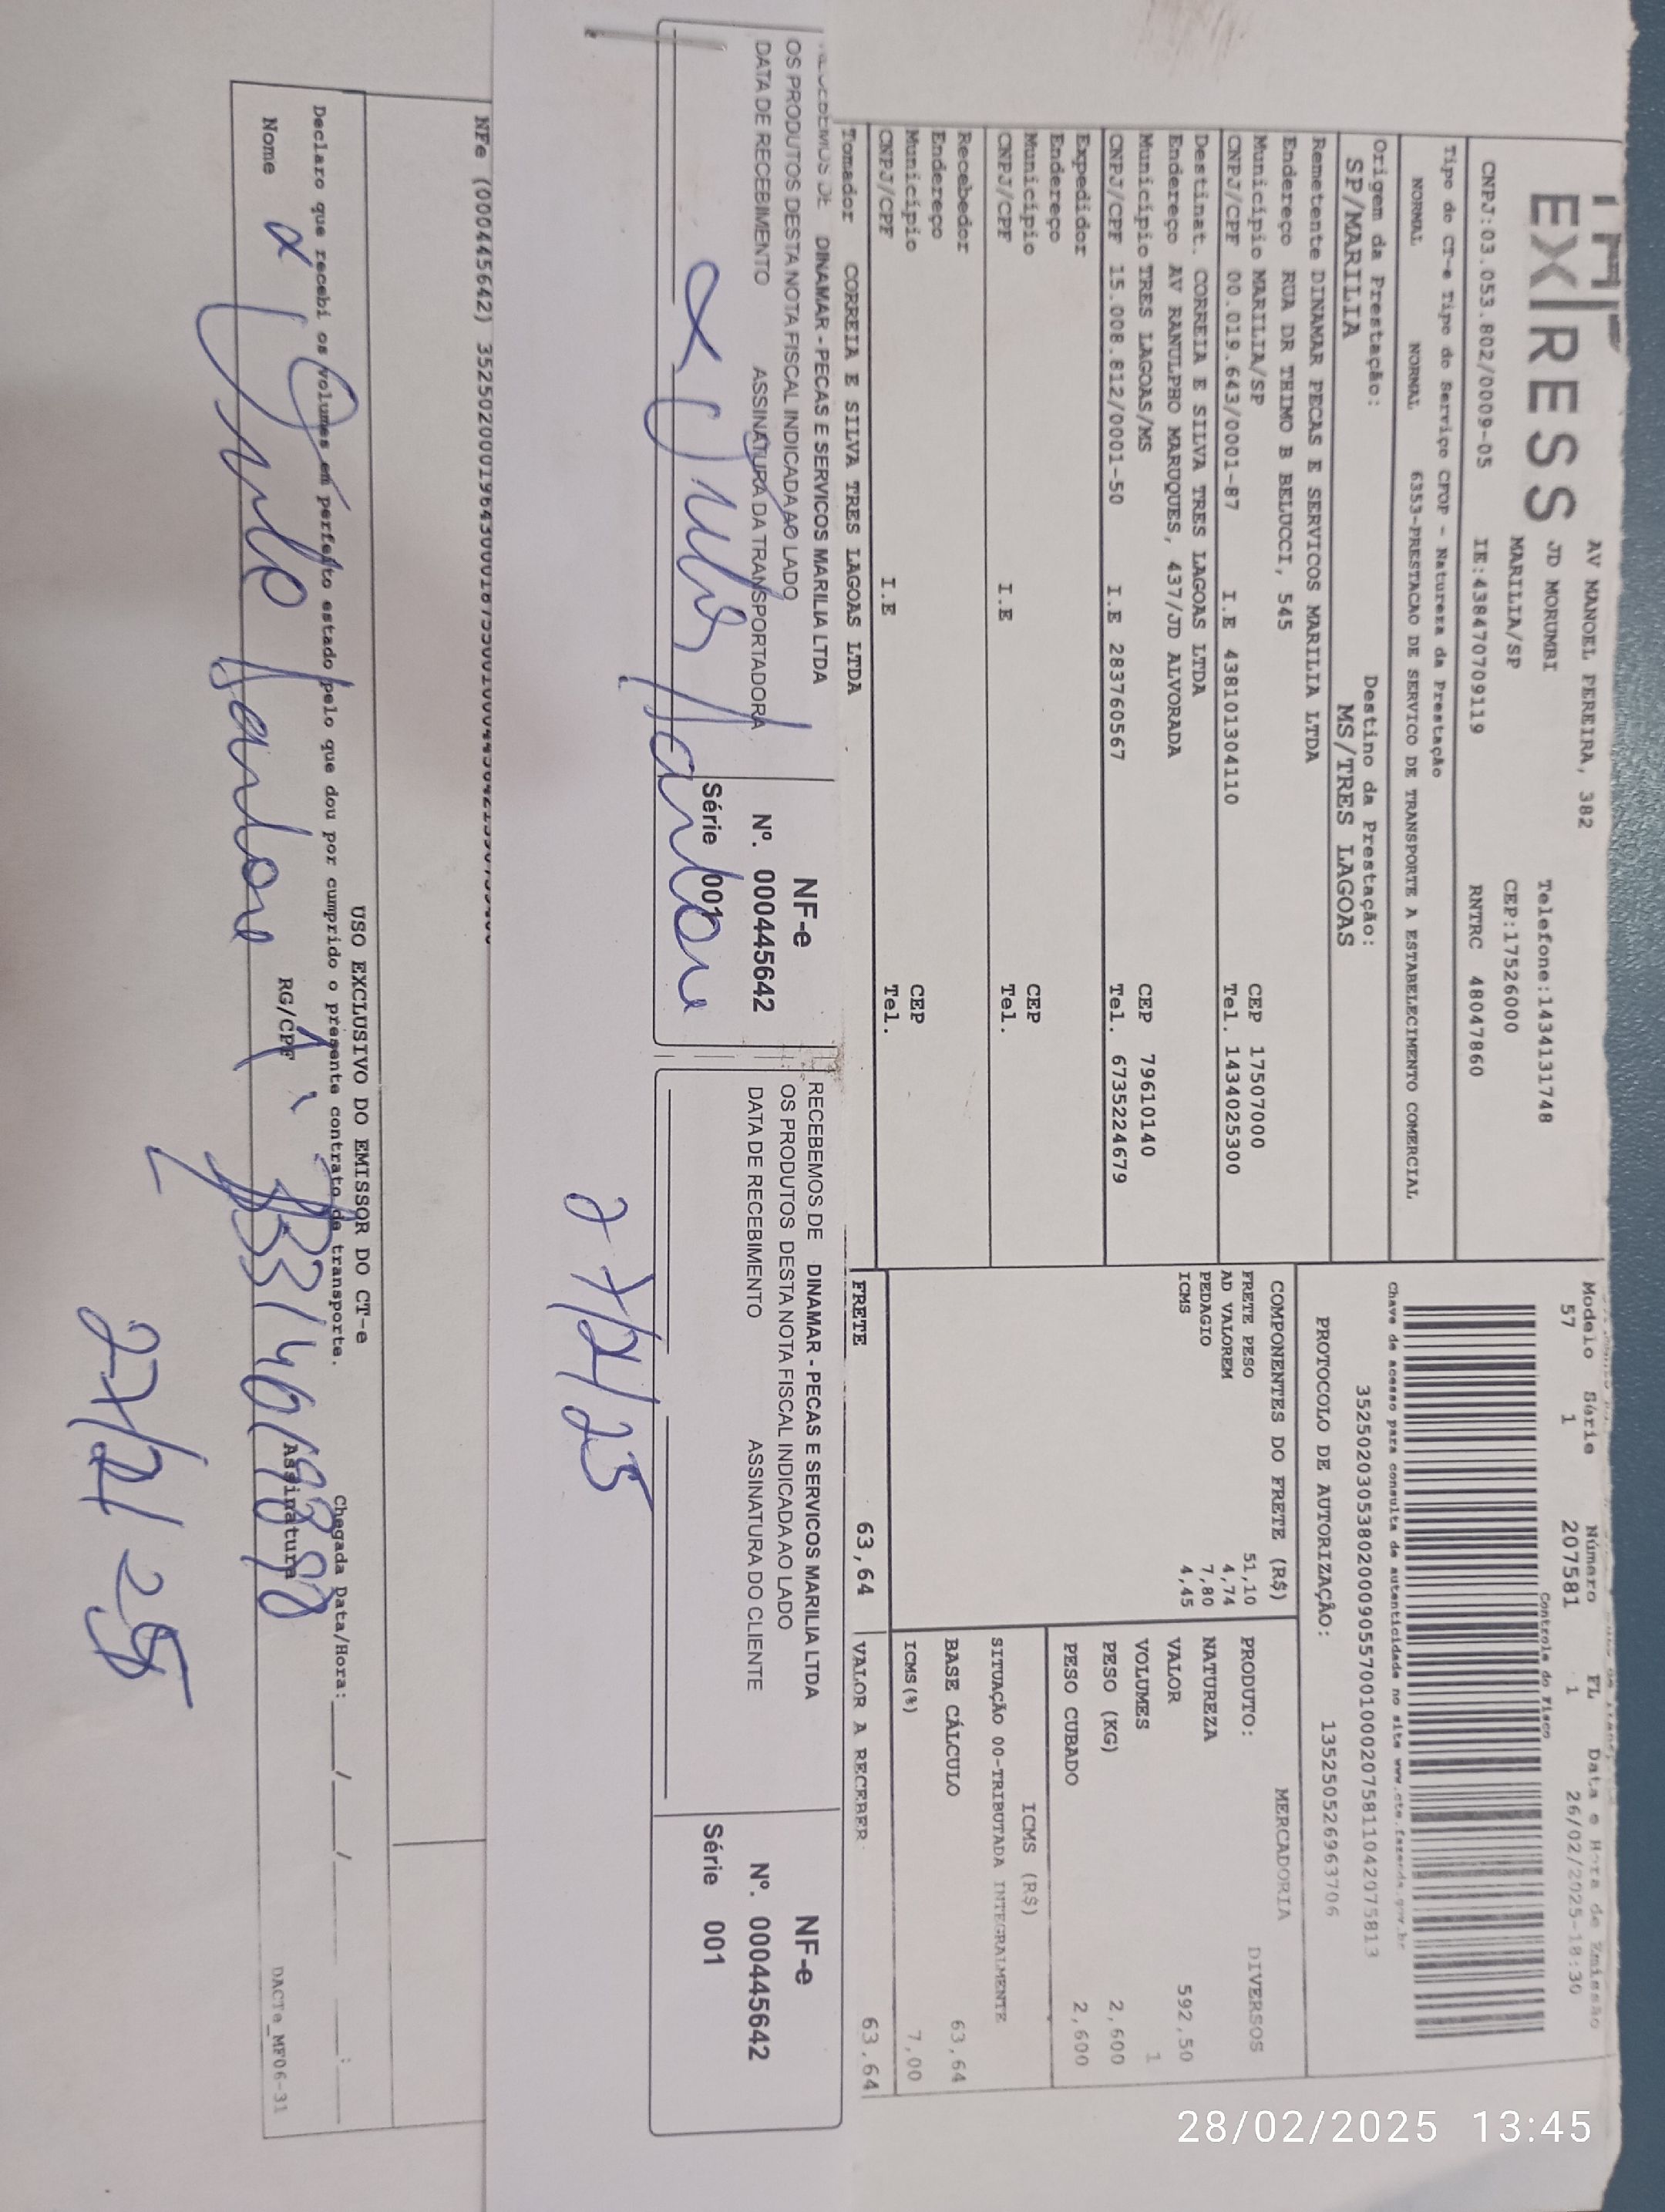 EXPRESS
AV MANOEL PEREIRA, 382
JD MORUMBI
MARILIA/SP
Telefone:1434131748
CEP:17526000
CNPJ:03.053.802/0009-05 IE:438470709119 RNTRC 48047860
Tipo do CT-e Tipo do Serviço CFOP - Natureza da Prestação
NORMAL NORMAL 6353-PRESTACAO DE SERVICO DE TRANSPORTE A ESTABELECIMENTO COMERCIAL
Origem da Prestação: Destino da Prestação:
SP/MARILIA MS/TRES LAGOAS
Remetente DINAMAR PECAS E SERVICOS MARILIA LTDA
Endereço RUA DR THIMO B BELUCCI, 545
Município MARILIA/SP CEP 17507000
CNPJ/CPF 00.019.643/0001-87 I.E 438101304110 Tel. 1434025300
Destinat. CORREIA E SILVA TRES LAGOAS LTDA
Endereço AV RANULPHO MARUQUES, 437/JD ALVORADA
Município TRES LAGOAS/MS CEP 79610140
CNPJ/CPF 15.008.812/0001-50 I.E 283760567 Tel. 6735224679
Expedidor
Endereço
Município CEP
CNPJ/CPF I.E Tel.
Recebedor
Endereço
Município CEP
CNPJ/CPF I.E Tel.
Tomador CORREIA E SILVA TRES LAGOAS LTDA
Modelo Série Número FL Data e Hora de Emissão
57 1 207581 1 26/02/2025-18:30
Controle do Fisco
Chave de acesso para consulta de autenticidade no site www.cte.fazenda.gov.br
35250203053802000905570010002075811042075813
PROTOCOLO DE AUTORIZAÇÃO: 135250526963706
COMPONENTES DO FRETE (R$)
FRETE PESO 51,10
AD VALOREM 4,74
PEDAGIO 7,80
ICMS 4,45
MERCADORIA
PRODUTO: DIVERSOS
NATUREZA
VALOR 592,50
VOLUMES 1
PESO (KG) 2,600
PESO CUBADO 2,600
ICMS (R$)
SITUAÇÃO 00-TRIBUTADA INTEGRALMENTE
BASE CÁLCULO 63,64
ICMS(%) 7,00
FRETE 63,64 VALOR A RECEBER 63,64
RECEBEMOS DE DINAMAR - PECAS E SERVICOS MARILIA LTDA
OS PRODUTOS DESTA NOTA FISCAL INDICADA AO LADO
DATA DE RECEBIMENTO ASSINATURA DA TRANSPORTADORA
NF-e
Nº. 000445642
Série 001
RECEBEMOS DE DINAMAR - PECAS E SERVICOS MARILIA LTDA
OS PRODUTOS DESTA NOTA FISCAL INDICADA AO LADO
DATA DE RECEBIMENTO ASSINATURA DO CLIENTE
NF-e
Nº. 000445642
Série 001
27/2/25
NFe (000445642)
USO EXCLUSIVO DO EMISSOR DO CT-e
Declaro que recebi os volumes em perfeito estado pelo que dou por cumprido o presente contrato de transporte. Chegada Data/Hora:___/___/___ ___:___
Nome RG/CPF Assinatura
27/2/25
DACTe_MF06-31
28/02/2025 13:45